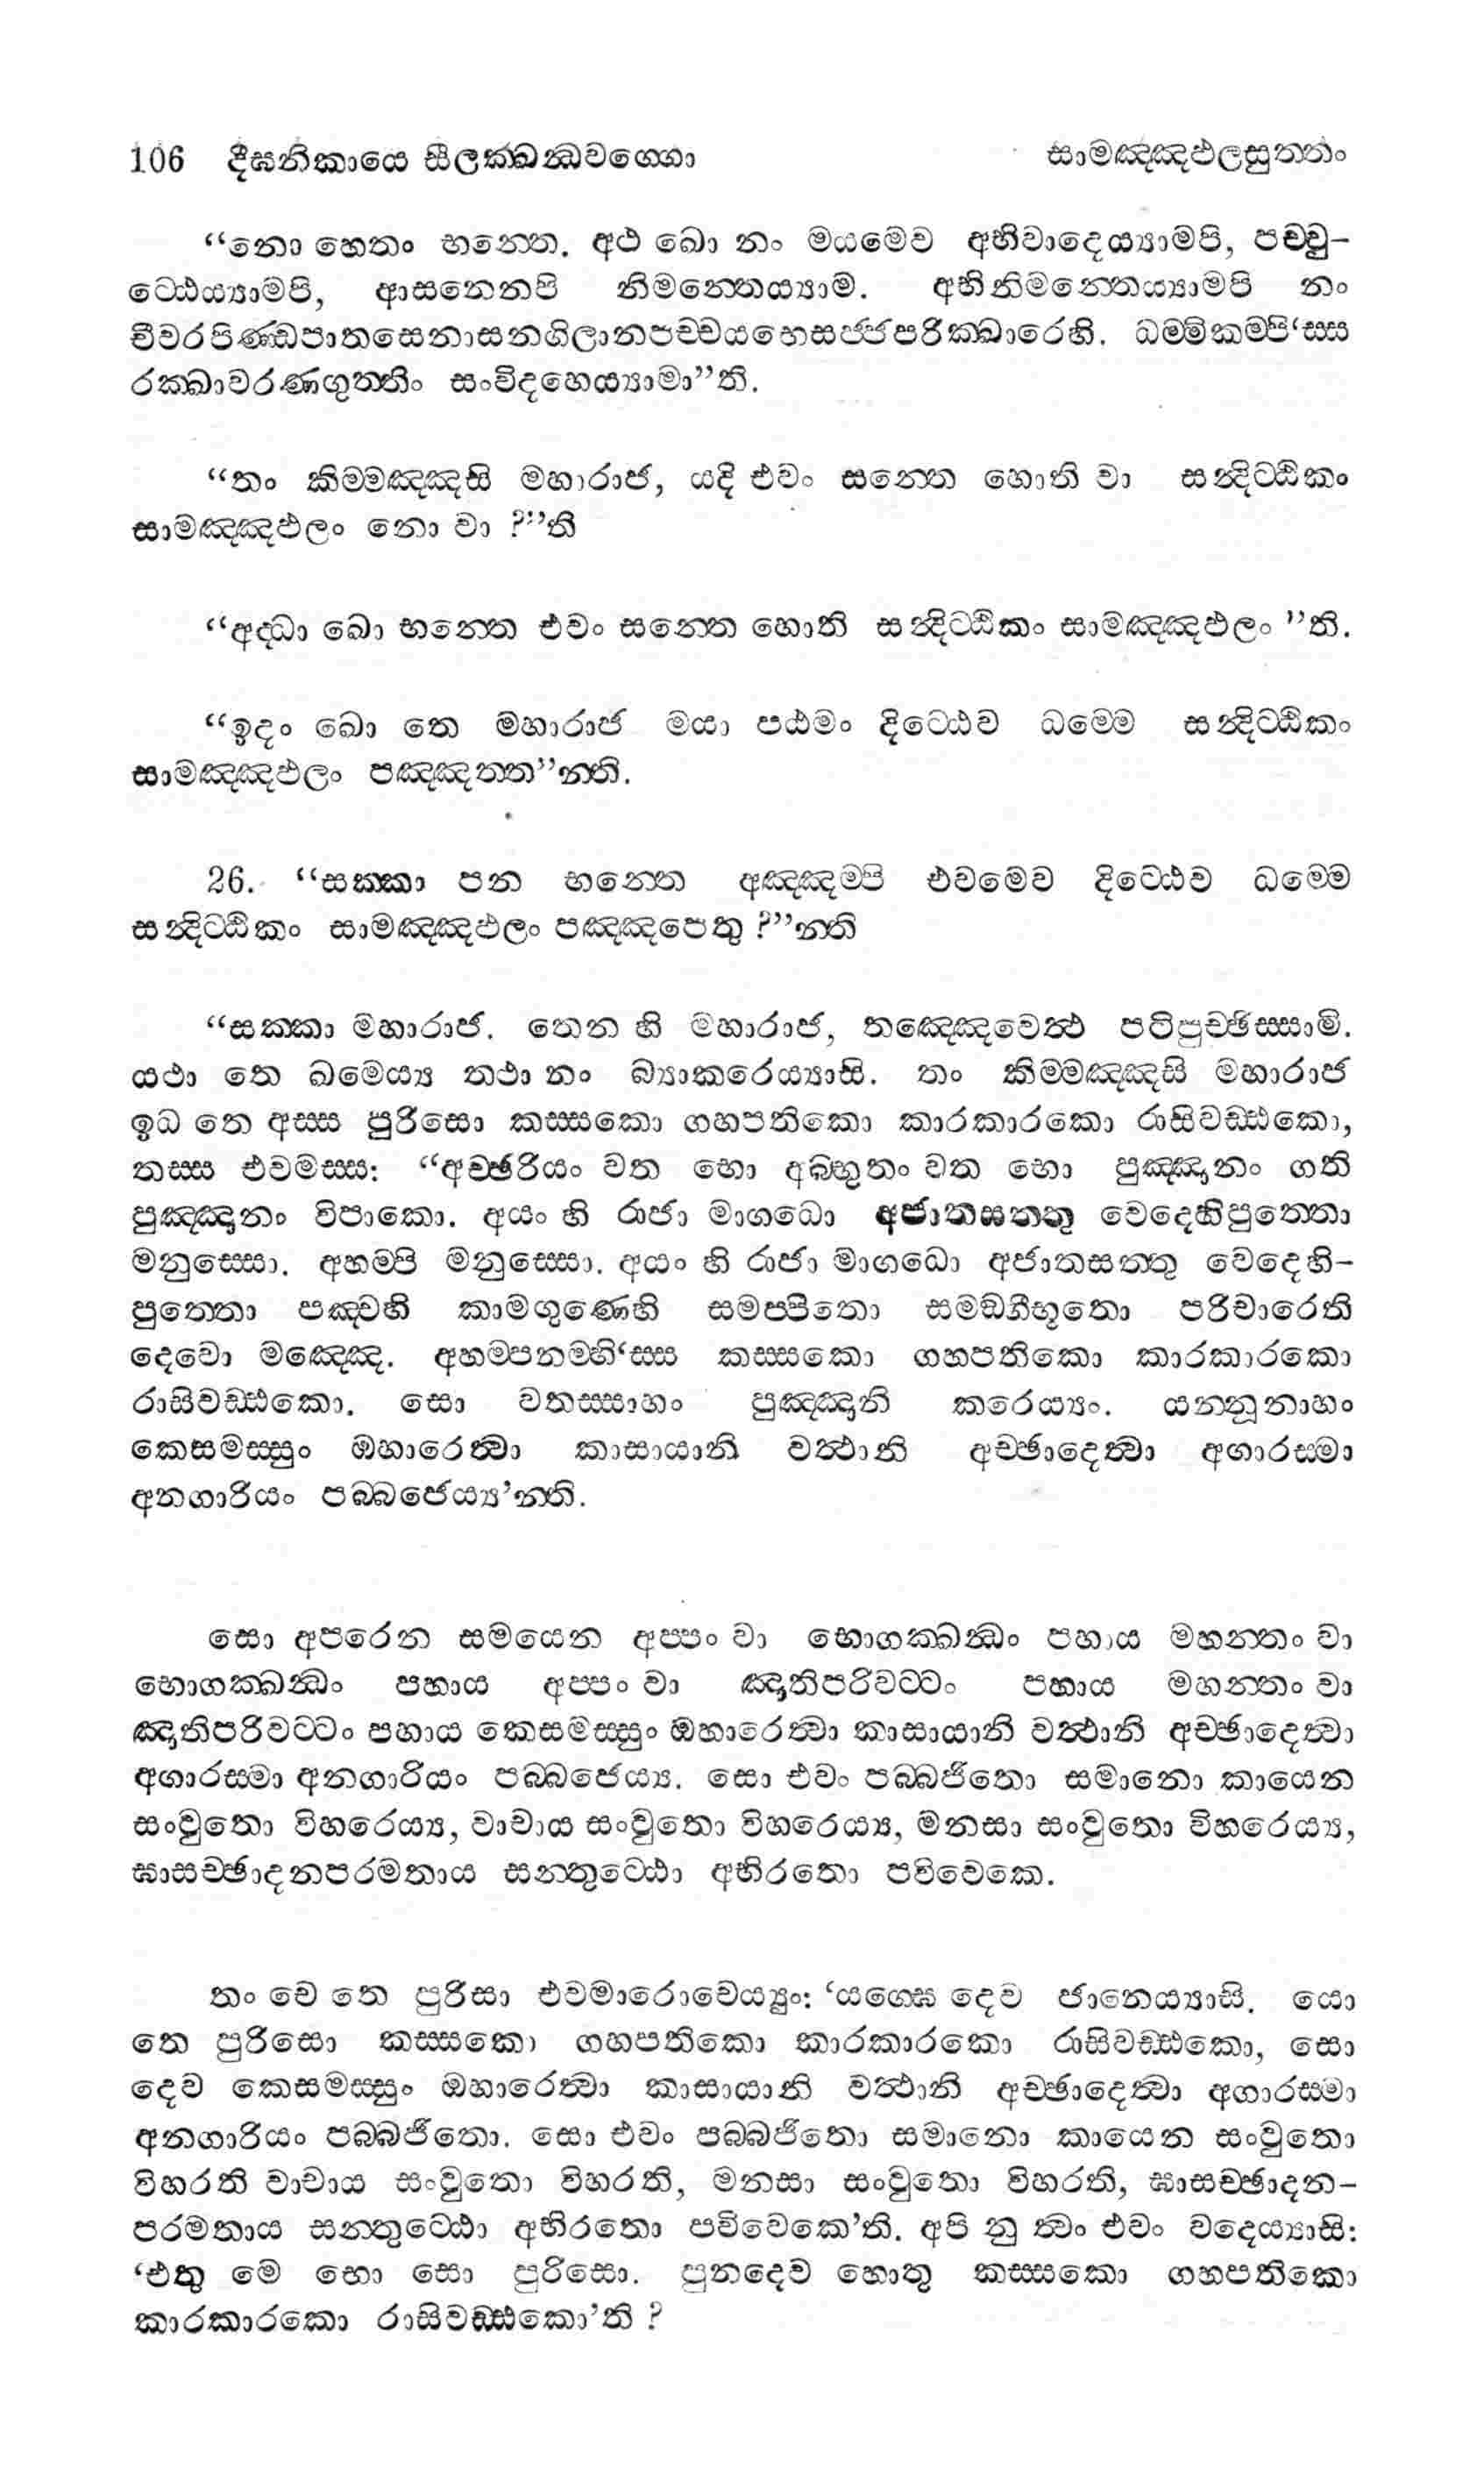 106 දීඝනිකායෙ සීලක්ඛන්ධවග්ගො සාමඤ්ඤඵලසුත්තං
“නො හෙතං භන්තෙ. අථ ඛො නං මයමෙව අභිවාදෙය්‍යාමපි, පච්චු-
ට්ඨෙය්‍යාමපි, ආසනෙනපි නිමන්තෙය්‍යාම. අභිනිමන්තෙය්‍යාමපි නං
චීවරපිණ්ඩපාතසෙනාසනගිලානපච්චයභෙසජ්ජපරික්ඛාරෙහි. ධම්මිකම්පි‘ස්ස
රක්ඛාවරණගුත්තිං සංවිදහෙය්‍යාමා”ති.
“තං කිම්මඤ්ඤසි මහාරාජ, යදි එවං සන්තෙ හොති වා සන්දිට්ඨිකං
සාමඤ්ඤඵලං නො වා ?”ති
“අද්ධා ඛො භන්තෙ එවං සන්තෙ හොති සන්දිට්ඨිකං සාමඤ්ඤඵලං ”ති.
“ඉදං ඛො තෙ මහාරාජ මයා පඨමං දිට්ඨෙව ධම්මෙ සන්දිට්ඨිකං
සාමඤ්ඤඵලං පඤ්ඤත්ත”න්ති.
26. “සක්කා පන භන්තෙ අඤ්ඤම්පි එවමෙව දිට්ඨෙව ධම්මෙ
සන්දිට්ඨිකං සාමඤ්ඤඵලං පඤ්ඤපෙතු ?”න්ති
“සක්කා මහාරාජ. තෙන හි මහාරාජ, තඤ්ඤෙවෙත්ථ පටිපුච්ඡිස්සාමි.
යථා තෙ ඛමෙය්‍ය තථා නං බ්‍යාකරෙය්‍යාසි. තං කිම්මඤ්ඤසි මහාරාජ
ඉධ තෙ අස්ස පුරිසො කස්සකො ගහපතිකො කාරකාරකො රාසිවඩ්ඪකො,
තස්ස එවමස්ස: “අච්ඡරියං වත භො අබ්භුතං වත භො පුඤ්ඤානං ගති
පුඤ්ඤානං විපාකො. අයං හි රාජා මාගධො අජාතසත්තු වෙදෙහිපුත්තො
මනුස්සො. අහම්පි මනුස්සො. අයං හි රාජා මාගධො අජාතසත්තු වෙදෙහි-
පුත්තො පඤ්චහි කාමගුණෙහි සමප්පිතො සමඞ්ගීභූතො පරිචාරෙති
දෙවො මඤ්ඤෙ. අහම්පනම්හි‘ස්ස කස්සකො ගහපතිකො කාරකාරකො
රාසිවඩ්ඪකො. සො වතස්සාහං පුඤ්ඤානි කරෙය්‍යං. යන්නූනාහං
කෙසමස්සුං ඔහාරෙත්වා කාසායානි වත්ථානි අච්ඡාදෙත්වා අගාරස්මා
අනගාරියං පබ්බජෙය්‍ය’න්ති.
සො අපරෙන සමයෙන අප්පං වා භොගක්ඛන්ධං පහාය මහන්තං වා
භොගක්ඛන්ධං පහාය අප්පං වා ඤාතිපරිවට්ටං පහාය මහන්තං වා
ඤාතිපරිවට්ටං පහාය කෙසමස්සුං ඔහාරෙත්වා කාසායානි වත්ථානි අච්ඡාදෙත්වා
අගාරස්මා අනගාරියං පබ්බජෙය්‍ය. සො එවං පබ්බජිතො සමානො කායෙන
සංවුතො විහරෙය්‍ය, වාචාය සංවුතො විහරෙය්‍ය, මනසා සංවුතො විහරෙය්‍ය,
ඝාසච්ඡාදනපරමතාය සන්තුට්ඨො අභිරතො පවිවෙකෙ.
තං චෙ තෙ පුරිසා එවමාරොචෙය්‍යුං: ‘යග්ඝෙ දෙව ජානෙය්‍යාසි. යො
තෙ පුරිසො කස්සකො ගහපතිකො කාරකාරකො රාසිවඩ්ඪකො, සො
දෙව කෙසමස්සුං ඔහාරෙත්වා කාසායානි වත්ථානි අච්ඡාදෙත්වා අගාරස්මා
අනගාරියං පබ්බජිතො. සො එවං පබ්බජිතො සමානො කායෙන සංවුතො
විහරති වාචාය සංවුතො විහරති, මනසා සංවුතො විහරති, ඝාසච්ඡාදන-
පරමතාය සන්තුට්ඨො අභිරතො පවිවෙකෙ’ති. අපි නු ත්වං එවං වදෙය්‍යාසි:
‘එතු මෙ භො සො පුරිසො. පුනදෙව හොතු කස්සකො ගහපතිකො
කාරකාරකො රාසිවඩ්ඪකො’ති ?